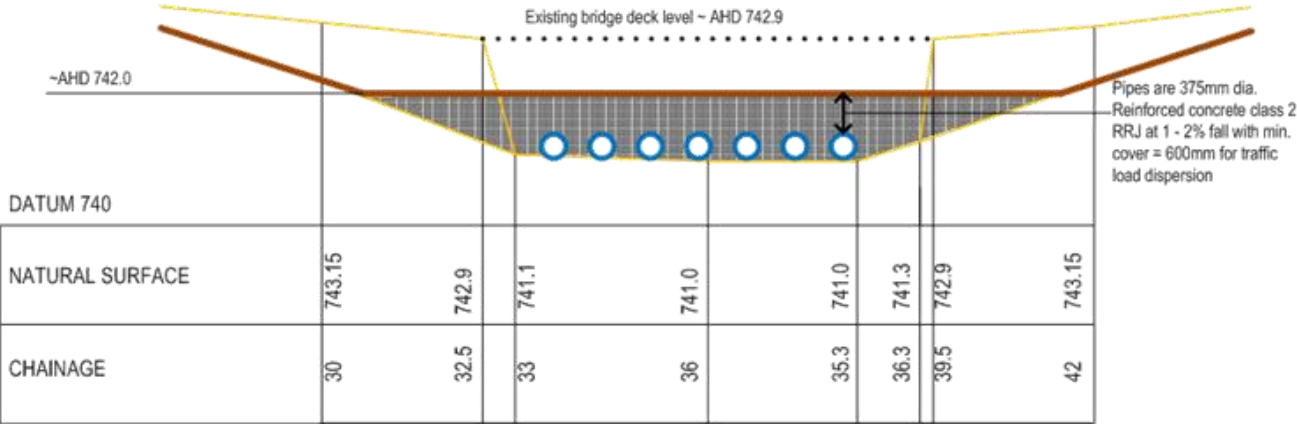 Existing bridge deck level ~ AHD 742.9
~AHD 742.0
Pipes are 375mm dia.
Reinforced concrete class 2
RRJ at 1 - 2% fall with min.
cover = 600mm for traffic
load dispersion
DATUM 740
NATURAL SURFACE 743.15 742.9 741.1 741.0 741.0 741.3 742.9 743.15
CHAINAGE 30 32.5 33 36 35.3 36.3 39.5 42